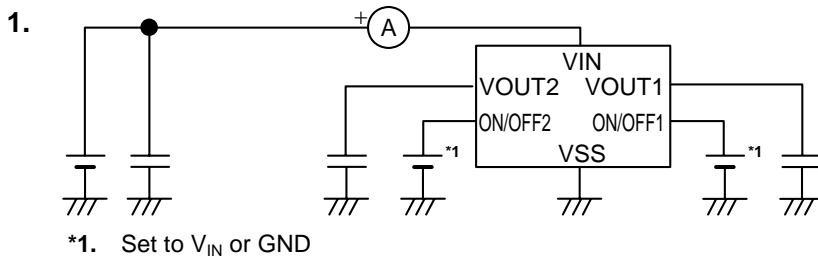 1.
+
A
VIN
VOUT2 VOUT1
ON/OFF2 ON/OFF1
*1 *1
VSS
*1. Set to VIN or GND